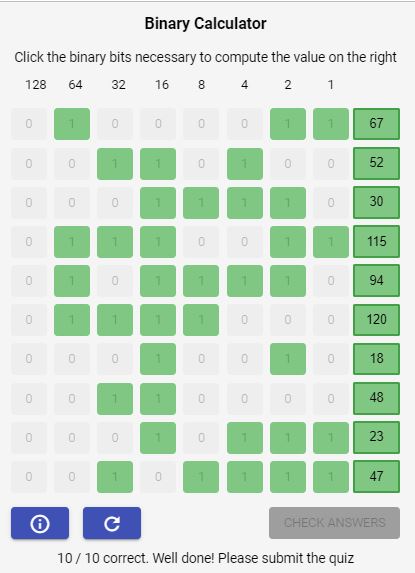 Binary Calculator
Click the binary bits necessary to compute the value on the right
128 64 32 16 8 4 2 1
0 1 0 0 0 0 1 1 67
0 0 1 1 0 1 0 0 52
0 0 0 1 1 1 1 0 30
0 1 1 1 0 0 1 1 115
0 1 0 1 1 1 1 0 94
0 1 1 1 1 0 0 0 120
0 0 0 1 0 0 1 0 18
0 0 1 1 0 0 0 0 48
0 0 0 1 0 1 1 1 23
0 0 1 0 1 1 1 1 47
CHECK ANSWERS
10 / 10 correct. Well done! Please submit the quiz